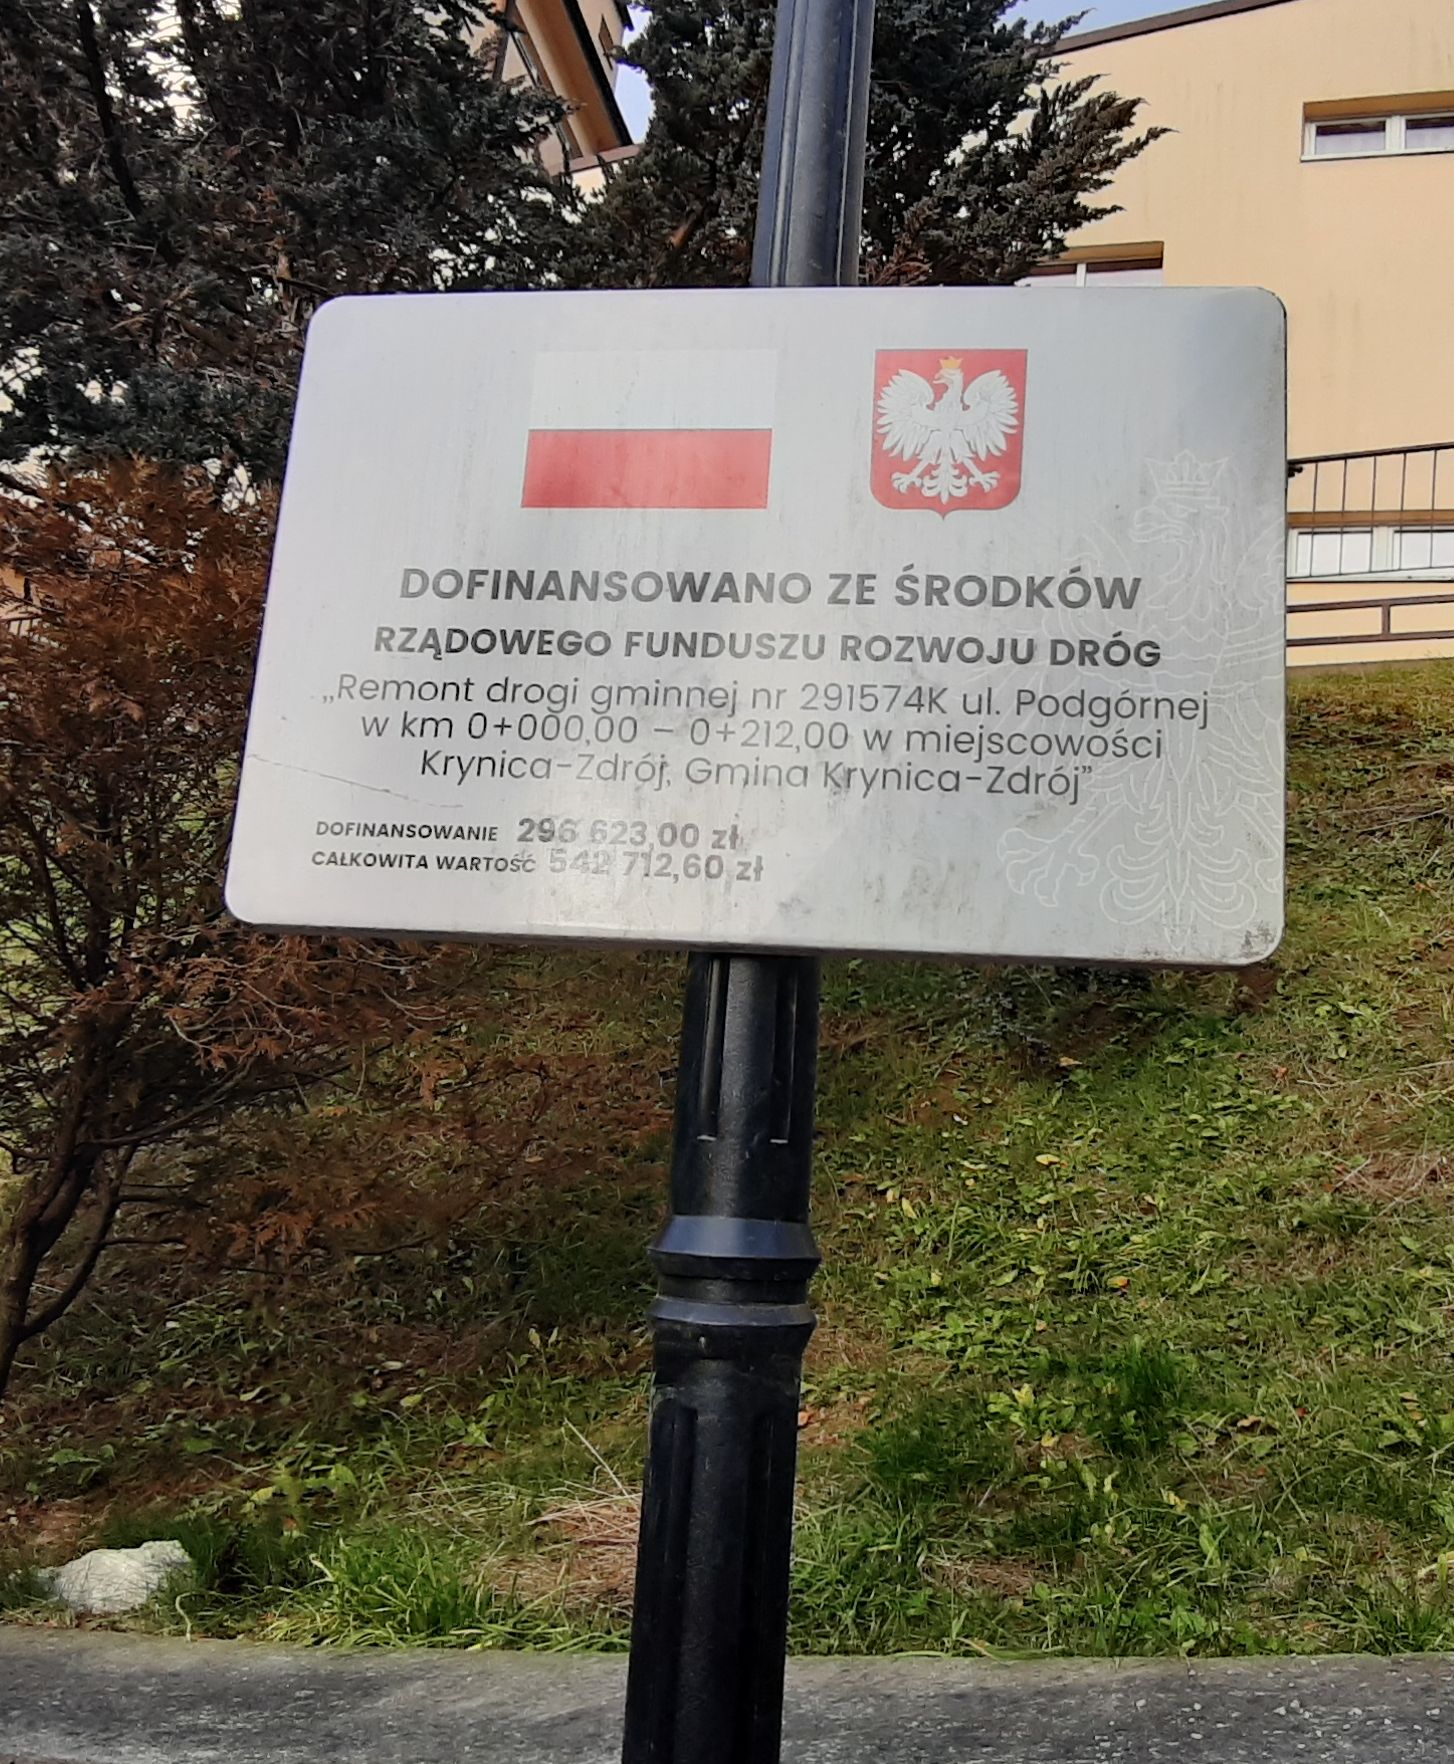 DOFINANSOWANO ZE ŚRODKÓW
RZĄDOWEGO FUNDUSZU ROZWOJU DRÓG
„Remont drogi gminnej nr 291574K ul. Podgórnej
w km 0+000,00 – 0+212,00 w miejscowości
Krynica-Zdrój, Gmina Krynica-Zdrój”
DOFINANSOWANIE 296 623,00 zł
CAŁKOWITA WARTOŚĆ 542 712,60 zł